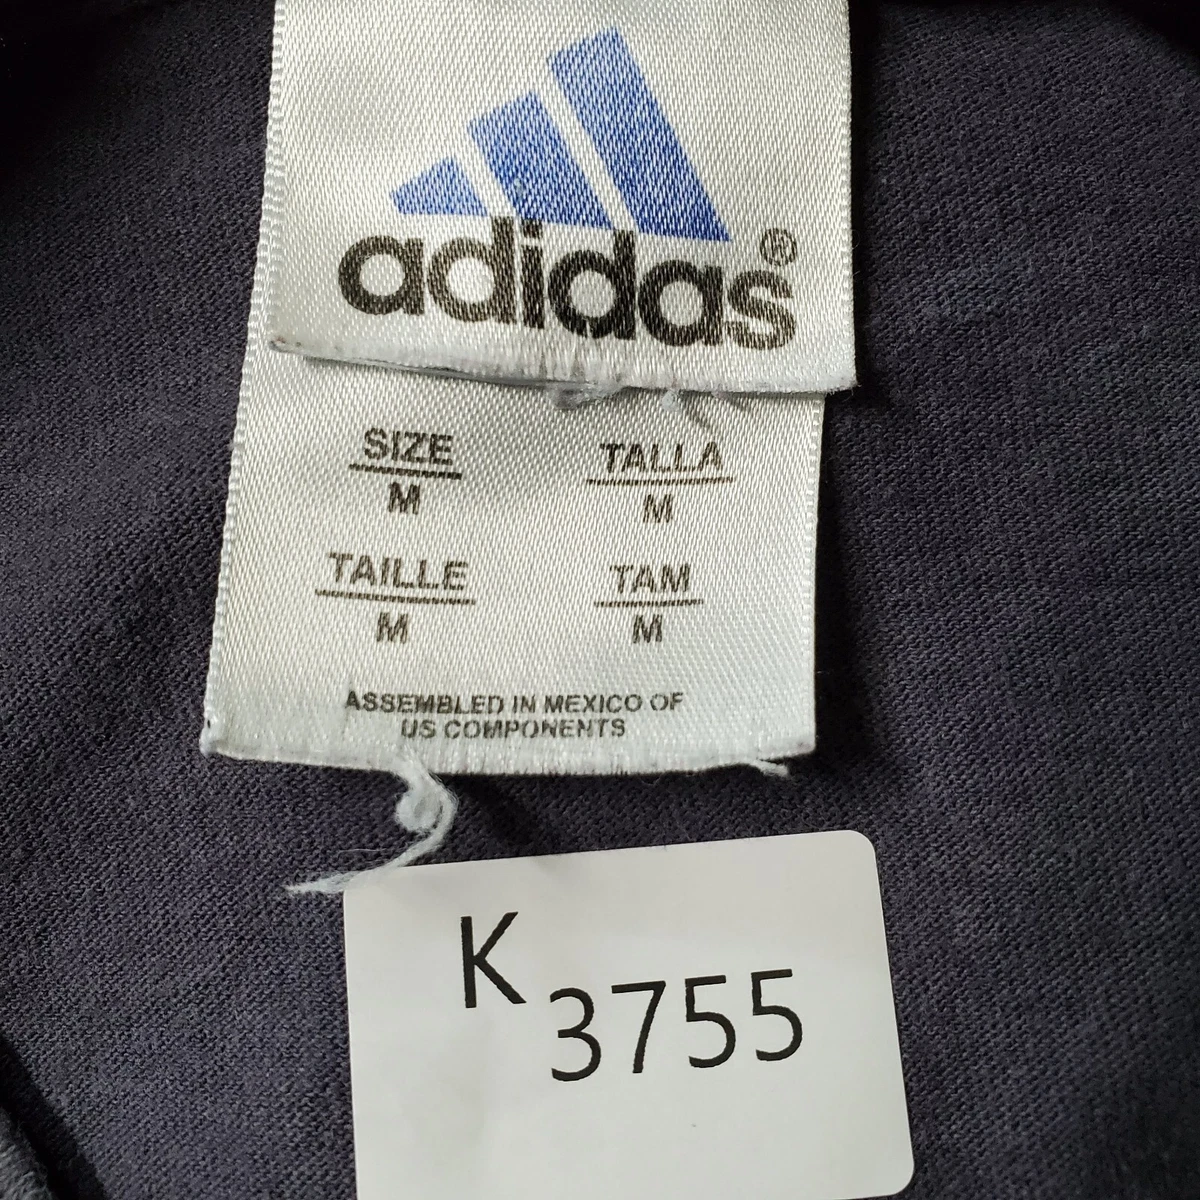 adidas®
SIZE TALLA
M M
TAILLE TAM
M M
ASSEMBLED IN MEXICO OF
US COMPONENTS
K 3755